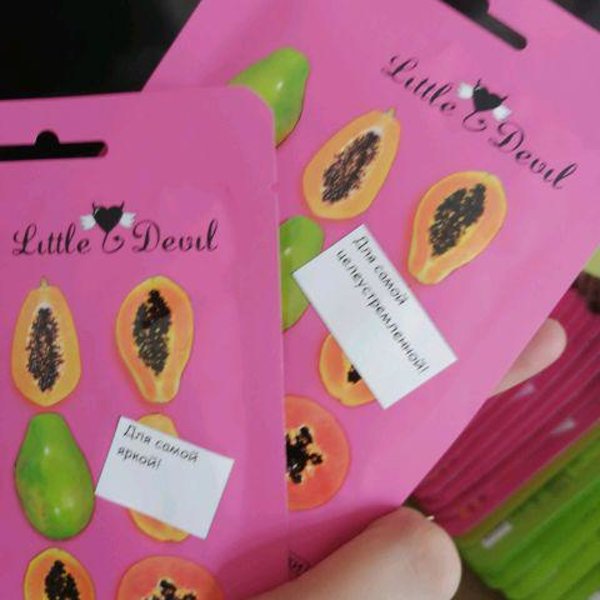 Little Devil
Для самой
яркой!
Little Devil
Для самой
целеустремленной!